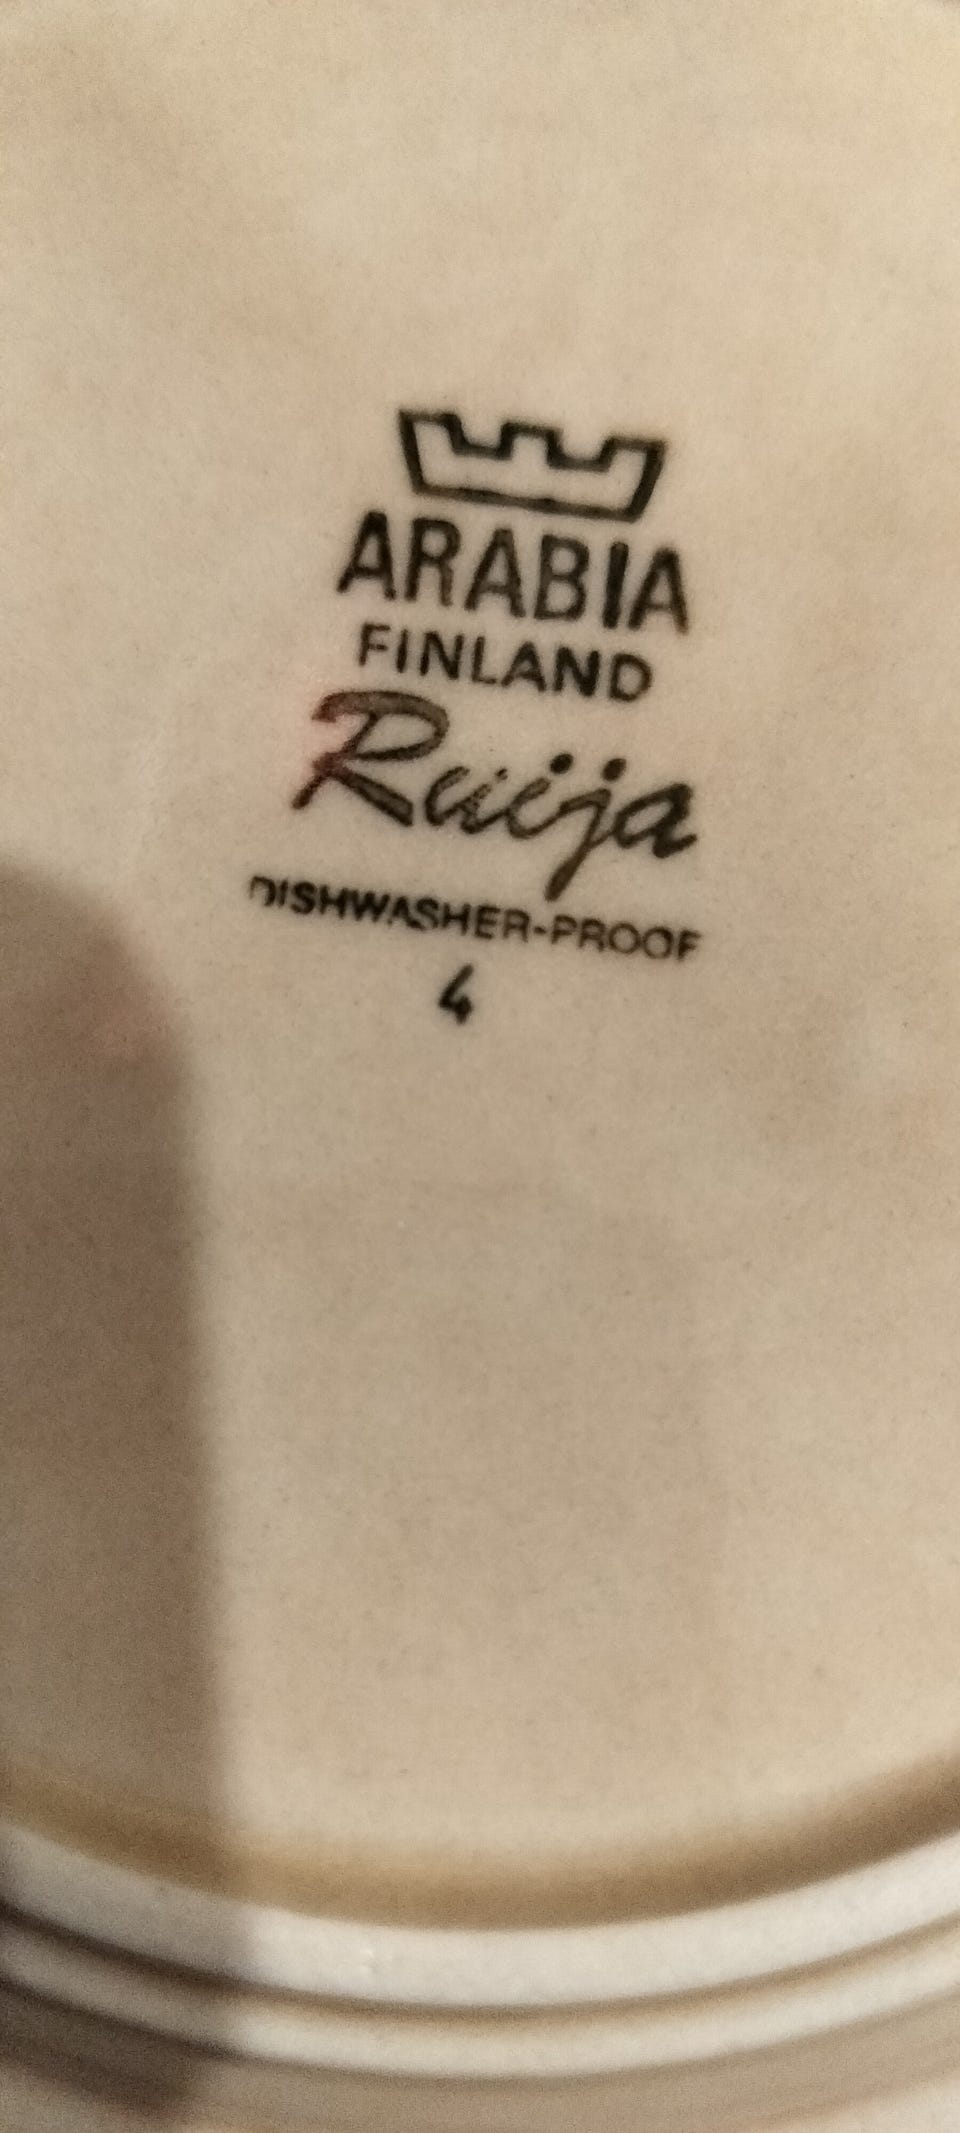 ARABIA
FINLAND
Ruija
DISHWASHER-PROOF
4